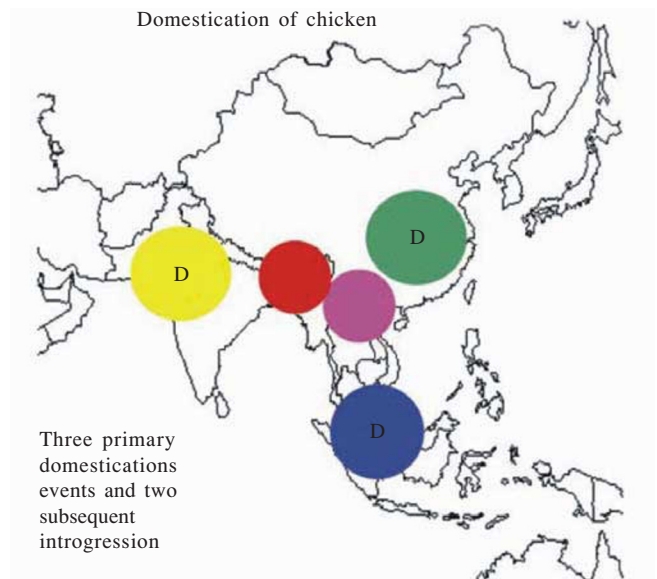 Domestication of chicken
D
D
D
Three primary
domestications
events and two
subsequent
introgression